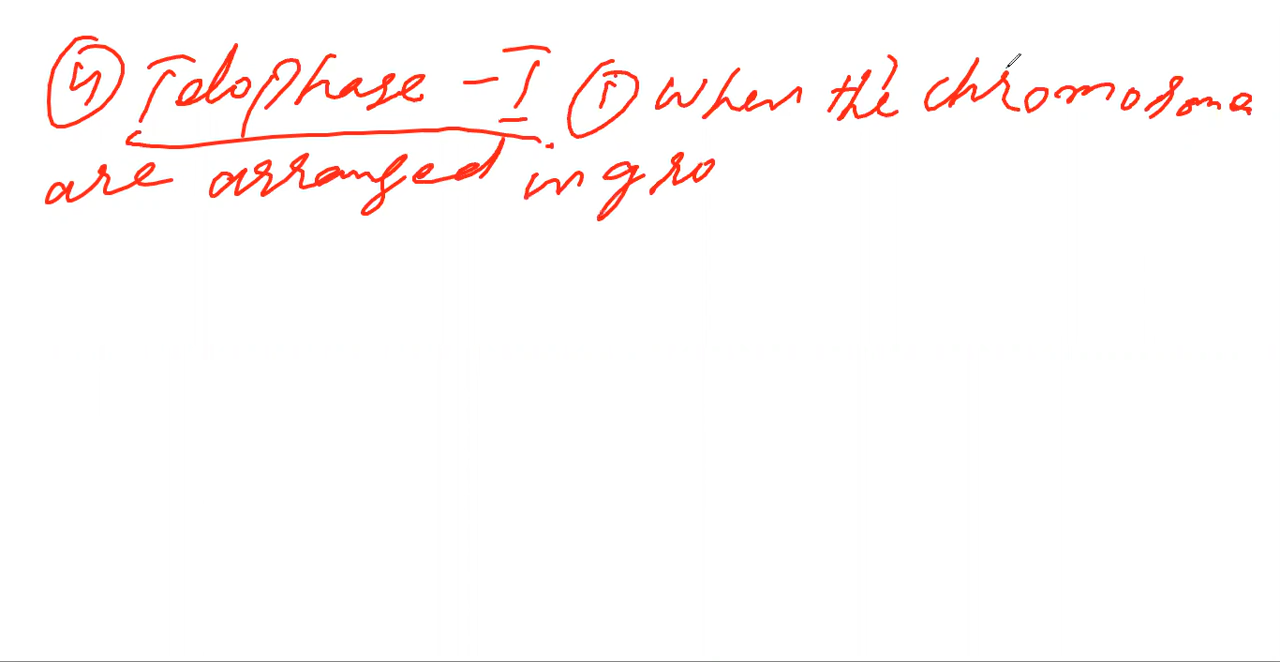 ④ Telophase - I ⓘ when the chromosoma
are arranged in gro